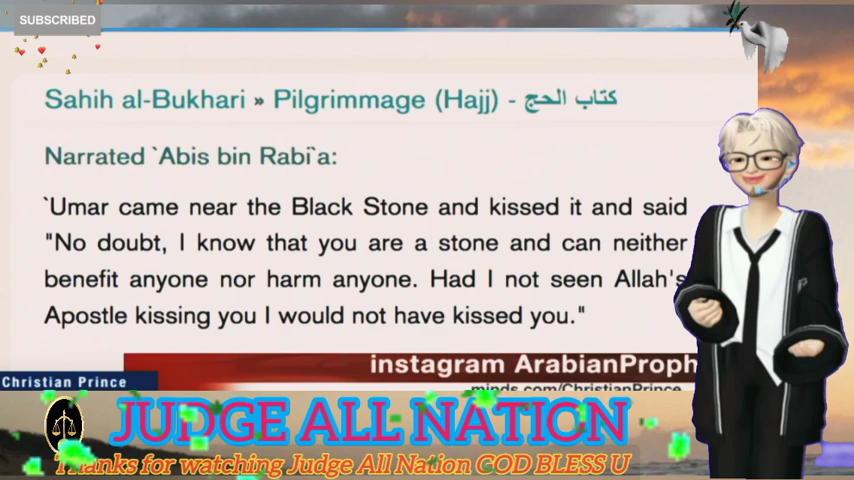 SUBSCRIBED
Sahih al-Bukhari » Pilgrimmage (Hajj) - كتاب الحج
Narrated `Abis bin Rabi`a:
`Umar came near the Black Stone and kissed it and said
"No doubt, I know that you are a stone and can neither
benefit anyone nor harm anyone. Had I not seen Allah's
Apostle kissing you I would not have kissed you."
instagram ArabianProph
minds.com/ChristianPrince
Christian Prince
JUDGE ALL NATION
Thanks for watching Judge All Nation GOD BLESS U